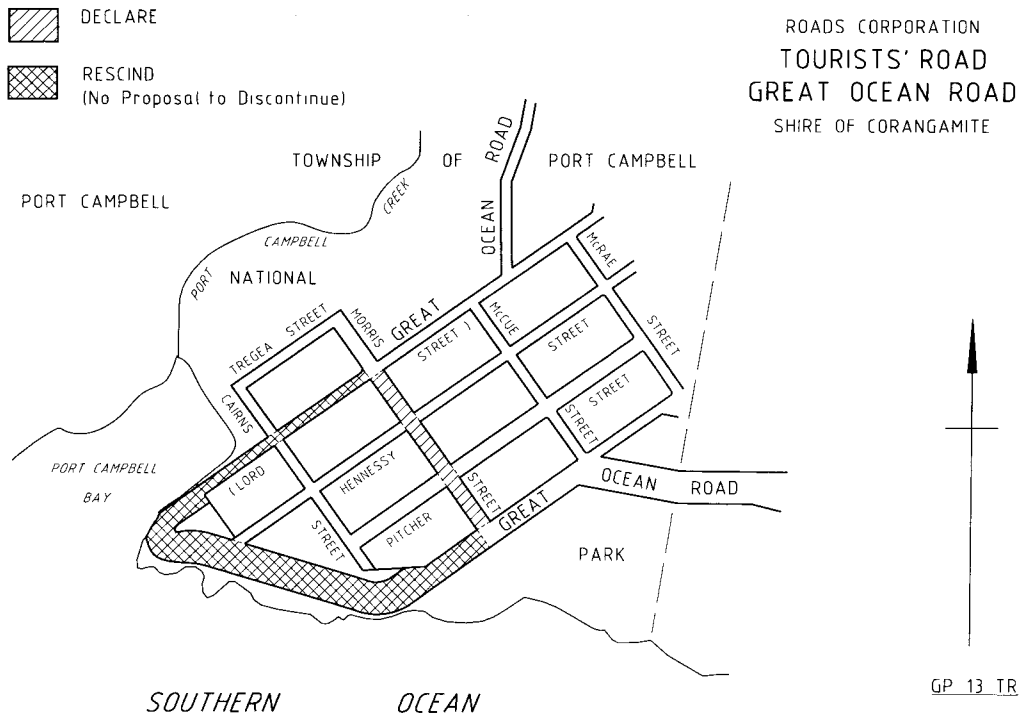 DECLARE
RESCIND
(No Proposal to Discontinue)
ROADS CORPORATION
TOURISTS' ROAD
GREAT OCEAN ROAD
SHIRE OF CORANGAMITE
TOWNSHIP OF PORT CAMPBELL
OCEAN ROAD
PORT CAMPBELL
PORT CAMPBELL CREEK
NATIONAL
McRAE STREET
TREGEA STREET
MORRIS STREET
GREAT
McCUE STREET
(LORD STREET)
CAIRNS STREET
HENNESSY STREET
PITCHER STREET
PORT CAMPBELL
BAY
GREAT
OCEAN ROAD
PARK
SOUTHERN OCEAN
GP 13 TR